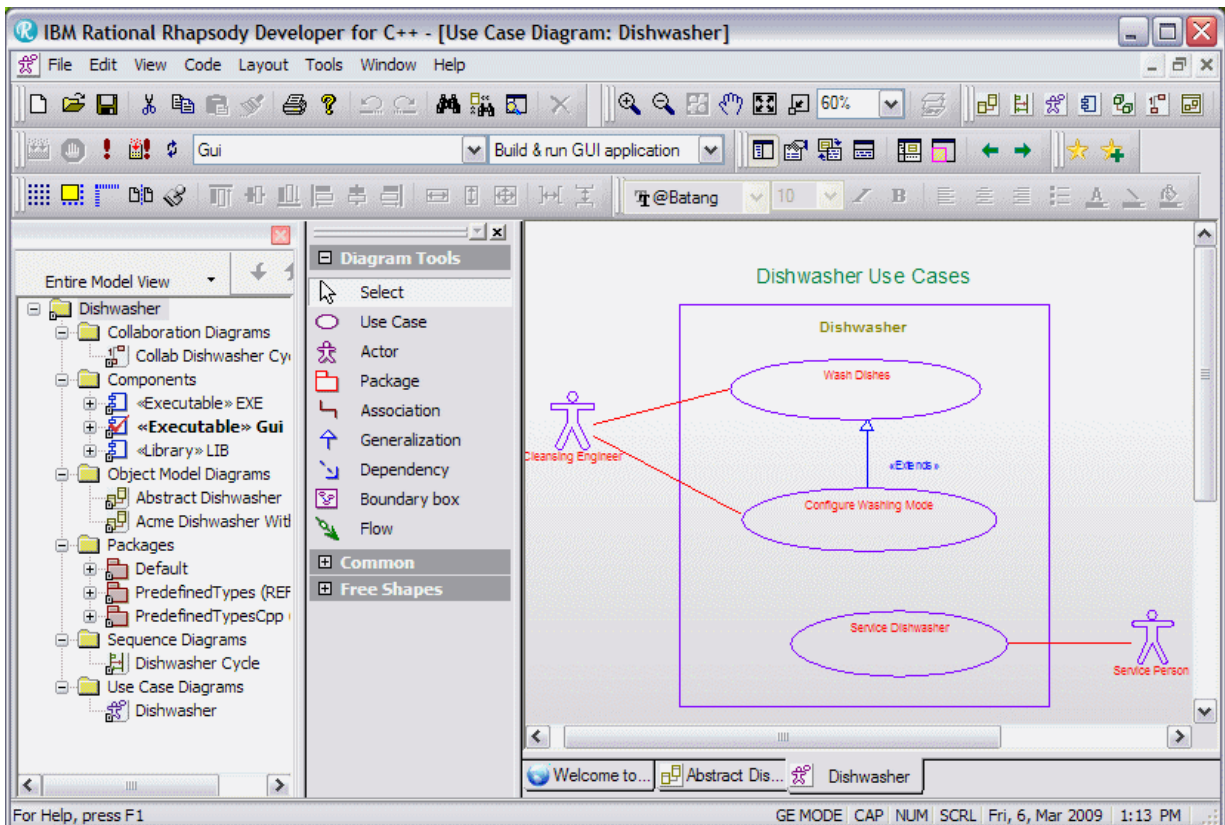 IBM Rational Rhapsody Developer for C++ - [Use Case Diagram: Dishwasher]
File Edit View Code Layout Tools Window Help
60%
Gui Build & run GUI application
@Batang 10
Entire Model View
Dishwasher
Collaboration Diagrams
Collab Dishwasher Cy
Components
«Executable» EXE
«Executable» Gui
«Library» LIB
Object Model Diagrams
Abstract Dishwasher
Acme Dishwasher Wit
Packages
Default
PredefinedTypes (REF
PredefinedTypesCpp (
Sequence Diagrams
Dishwasher Cycle
Use Case Diagrams
Dishwasher
Diagram Tools
Select
Use Case
Actor
Package
Association
Generalization
Dependency
Boundary box
Flow
Common
Free Shapes
Dishwasher Use Cases
Dishwasher
Wash Dishes
Cleansing Engineer
«Extends»
Configure Washing Mode
Service Dishwasher
Service Person
Welcome to... Abstract Dis... Dishwasher
For Help, press F1 GE MODE CAP NUM SCRL Fri, 6, Mar 2009 1:13 PM